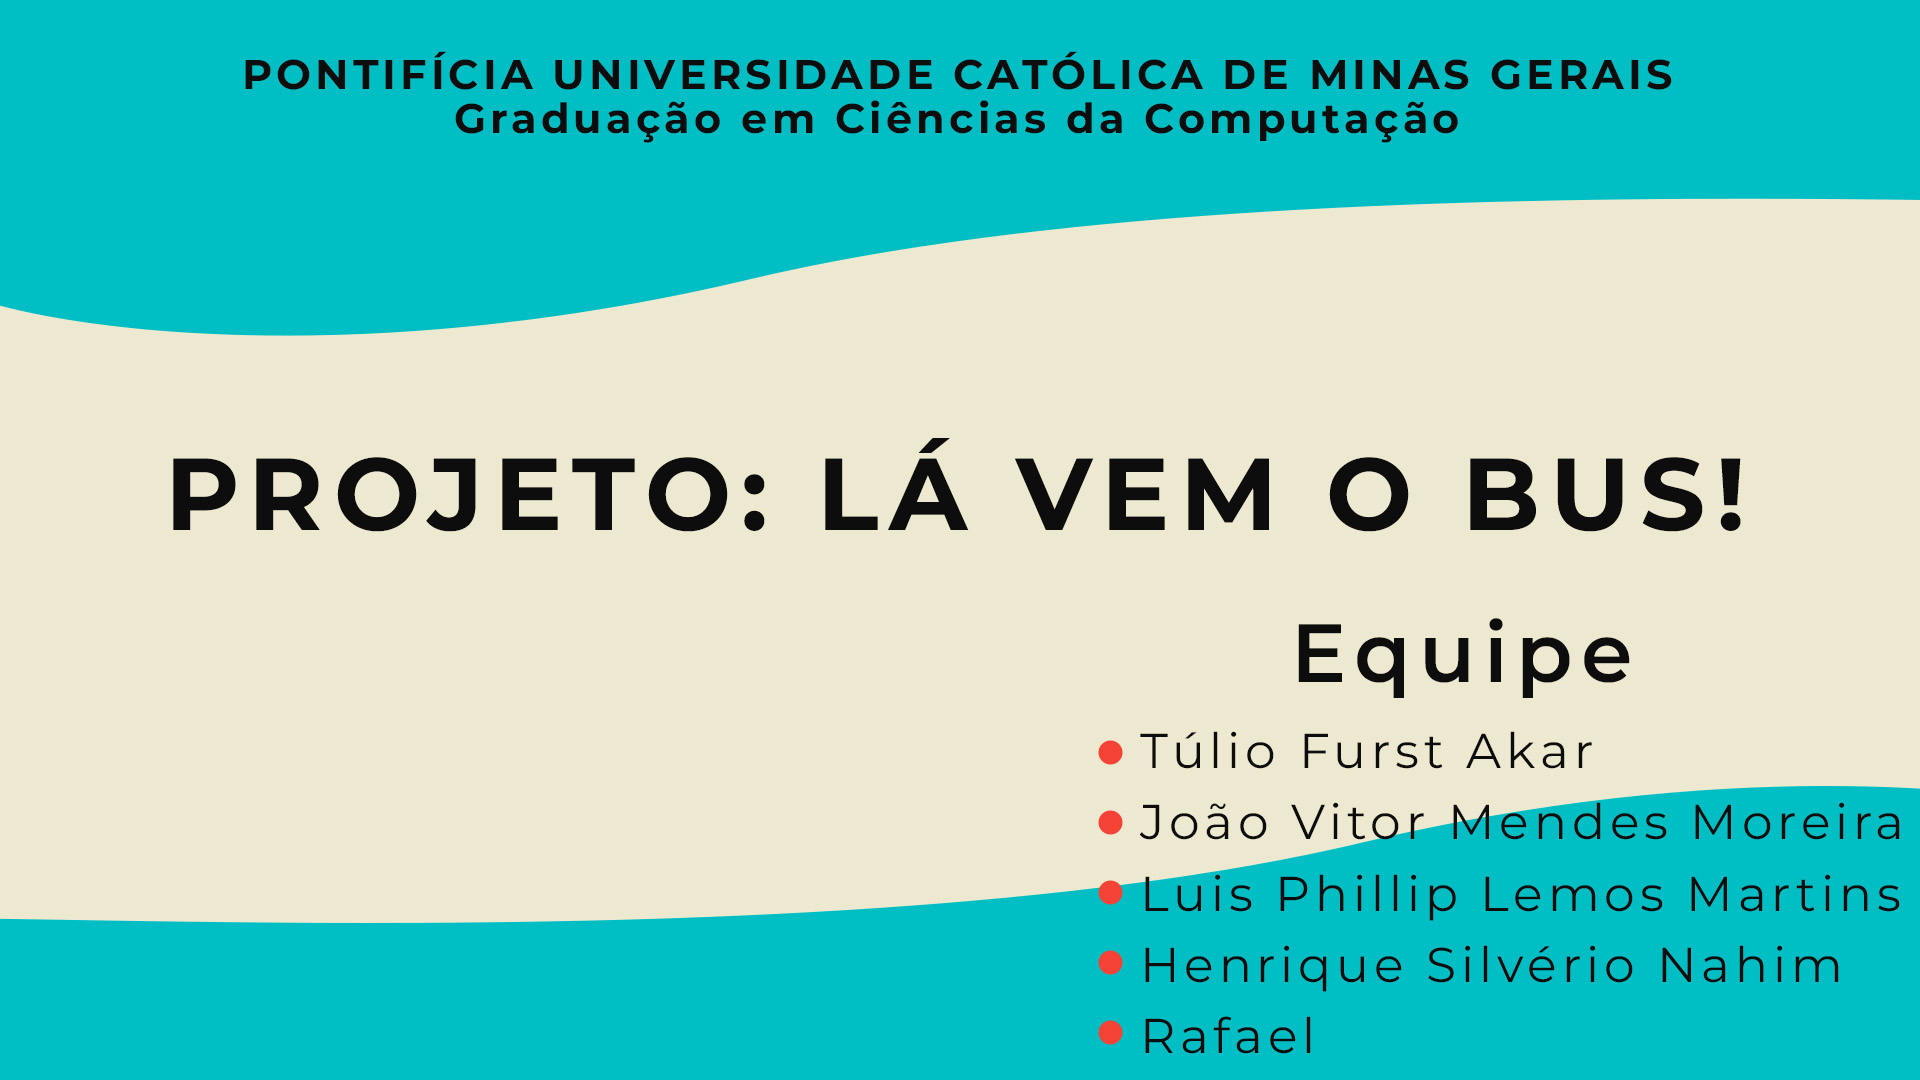 PONTIFÍCIA UNIVERSIDADE CATÓLICA DE MINAS GERAIS
Graduação em Ciências da Computação
PROJETO: LÁ VEM O BUS!
Equipe
Túlio Furst Akar
João Vitor Mendes Moreira
Luis Phillip Lemos Martins
Henrique Silvério Nahim
Rafael